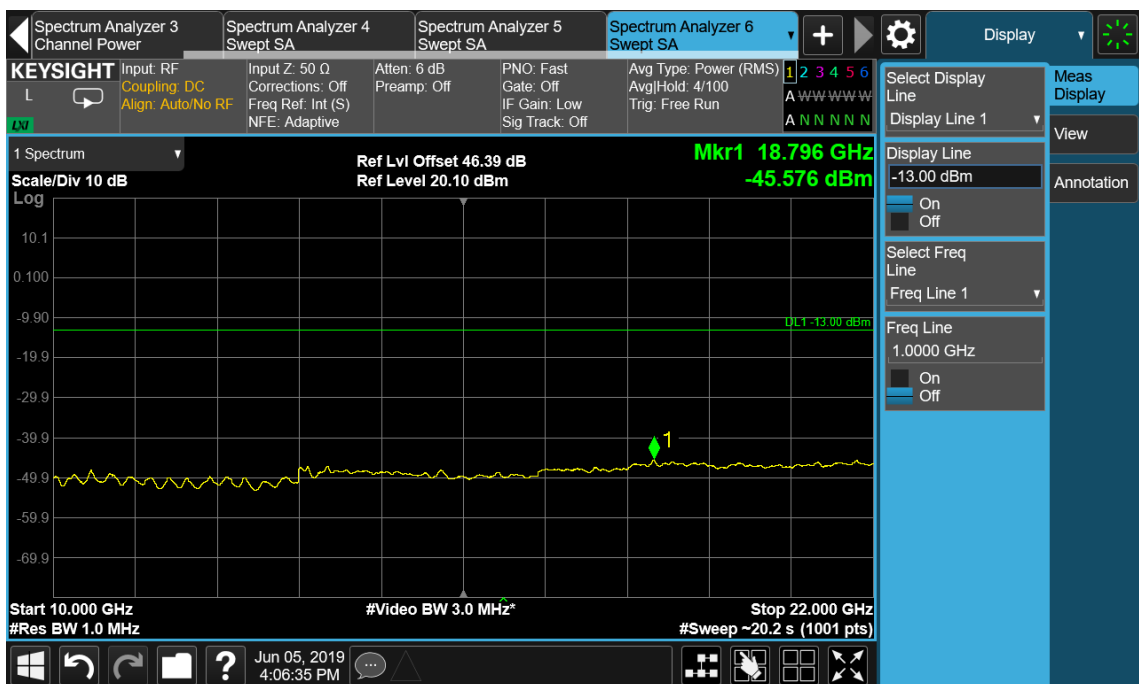 Spectrum Analyzer 3
Channel Power
Spectrum Analyzer 4
Swept SA
Spectrum Analyzer 5
Swept SA
Spectrum Analyzer 6
Swept SA
Display
KEYSIGHT
L
LXI
Input: RF
Coupling: DC
Align: Auto/No RF
Input Z: 50 Ω
Corrections: Off
Freq Ref: Int (S)
NFE: Adaptive
Atten: 6 dB
Preamp: Off
PNO: Fast
Gate: Off
IF Gain: Low
Sig Track: Off
Avg Type: Power (RMS)
Avg|Hold: 4/100
Trig: Free Run
1 2 3 4 5 6
A W W W W W
A N N N N N
1 Spectrum
Scale/Div 10 dB
Log
Ref Lvl Offset 46.39 dB
Ref Level 20.10 dBm
Mkr1 18.796 GHz
-45.576 dBm
10.1
0.100
-9.90
DL1 -13.00 dBm
-19.9
-29.9
-39.9
1
-49.9
-59.9
-69.9
Start 10.000 GHz
#Res BW 1.0 MHz
#Video BW 3.0 MHz*
Stop 22.000 GHz
#Sweep ~20.2 s (1001 pts)
Select Display
Line
Display Line 1
Display Line
-13.00 dBm
On
Off
Select Freq
Line
Freq Line 1
Freq Line
1.0000 GHz
On
Off
Meas
Display
View
Annotation
?
Jun 05, 2019
4:06:35 PM